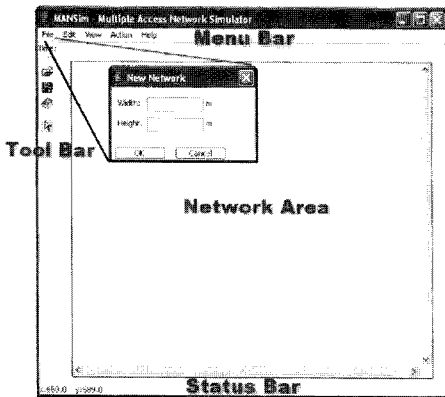 MANSim - Multiple Access Network Simulator
File Edit View Action Help
Menu Bar
New Network
Width: m
Height: m
OK Cancel
Tool Bar
Network Area
Status Bar